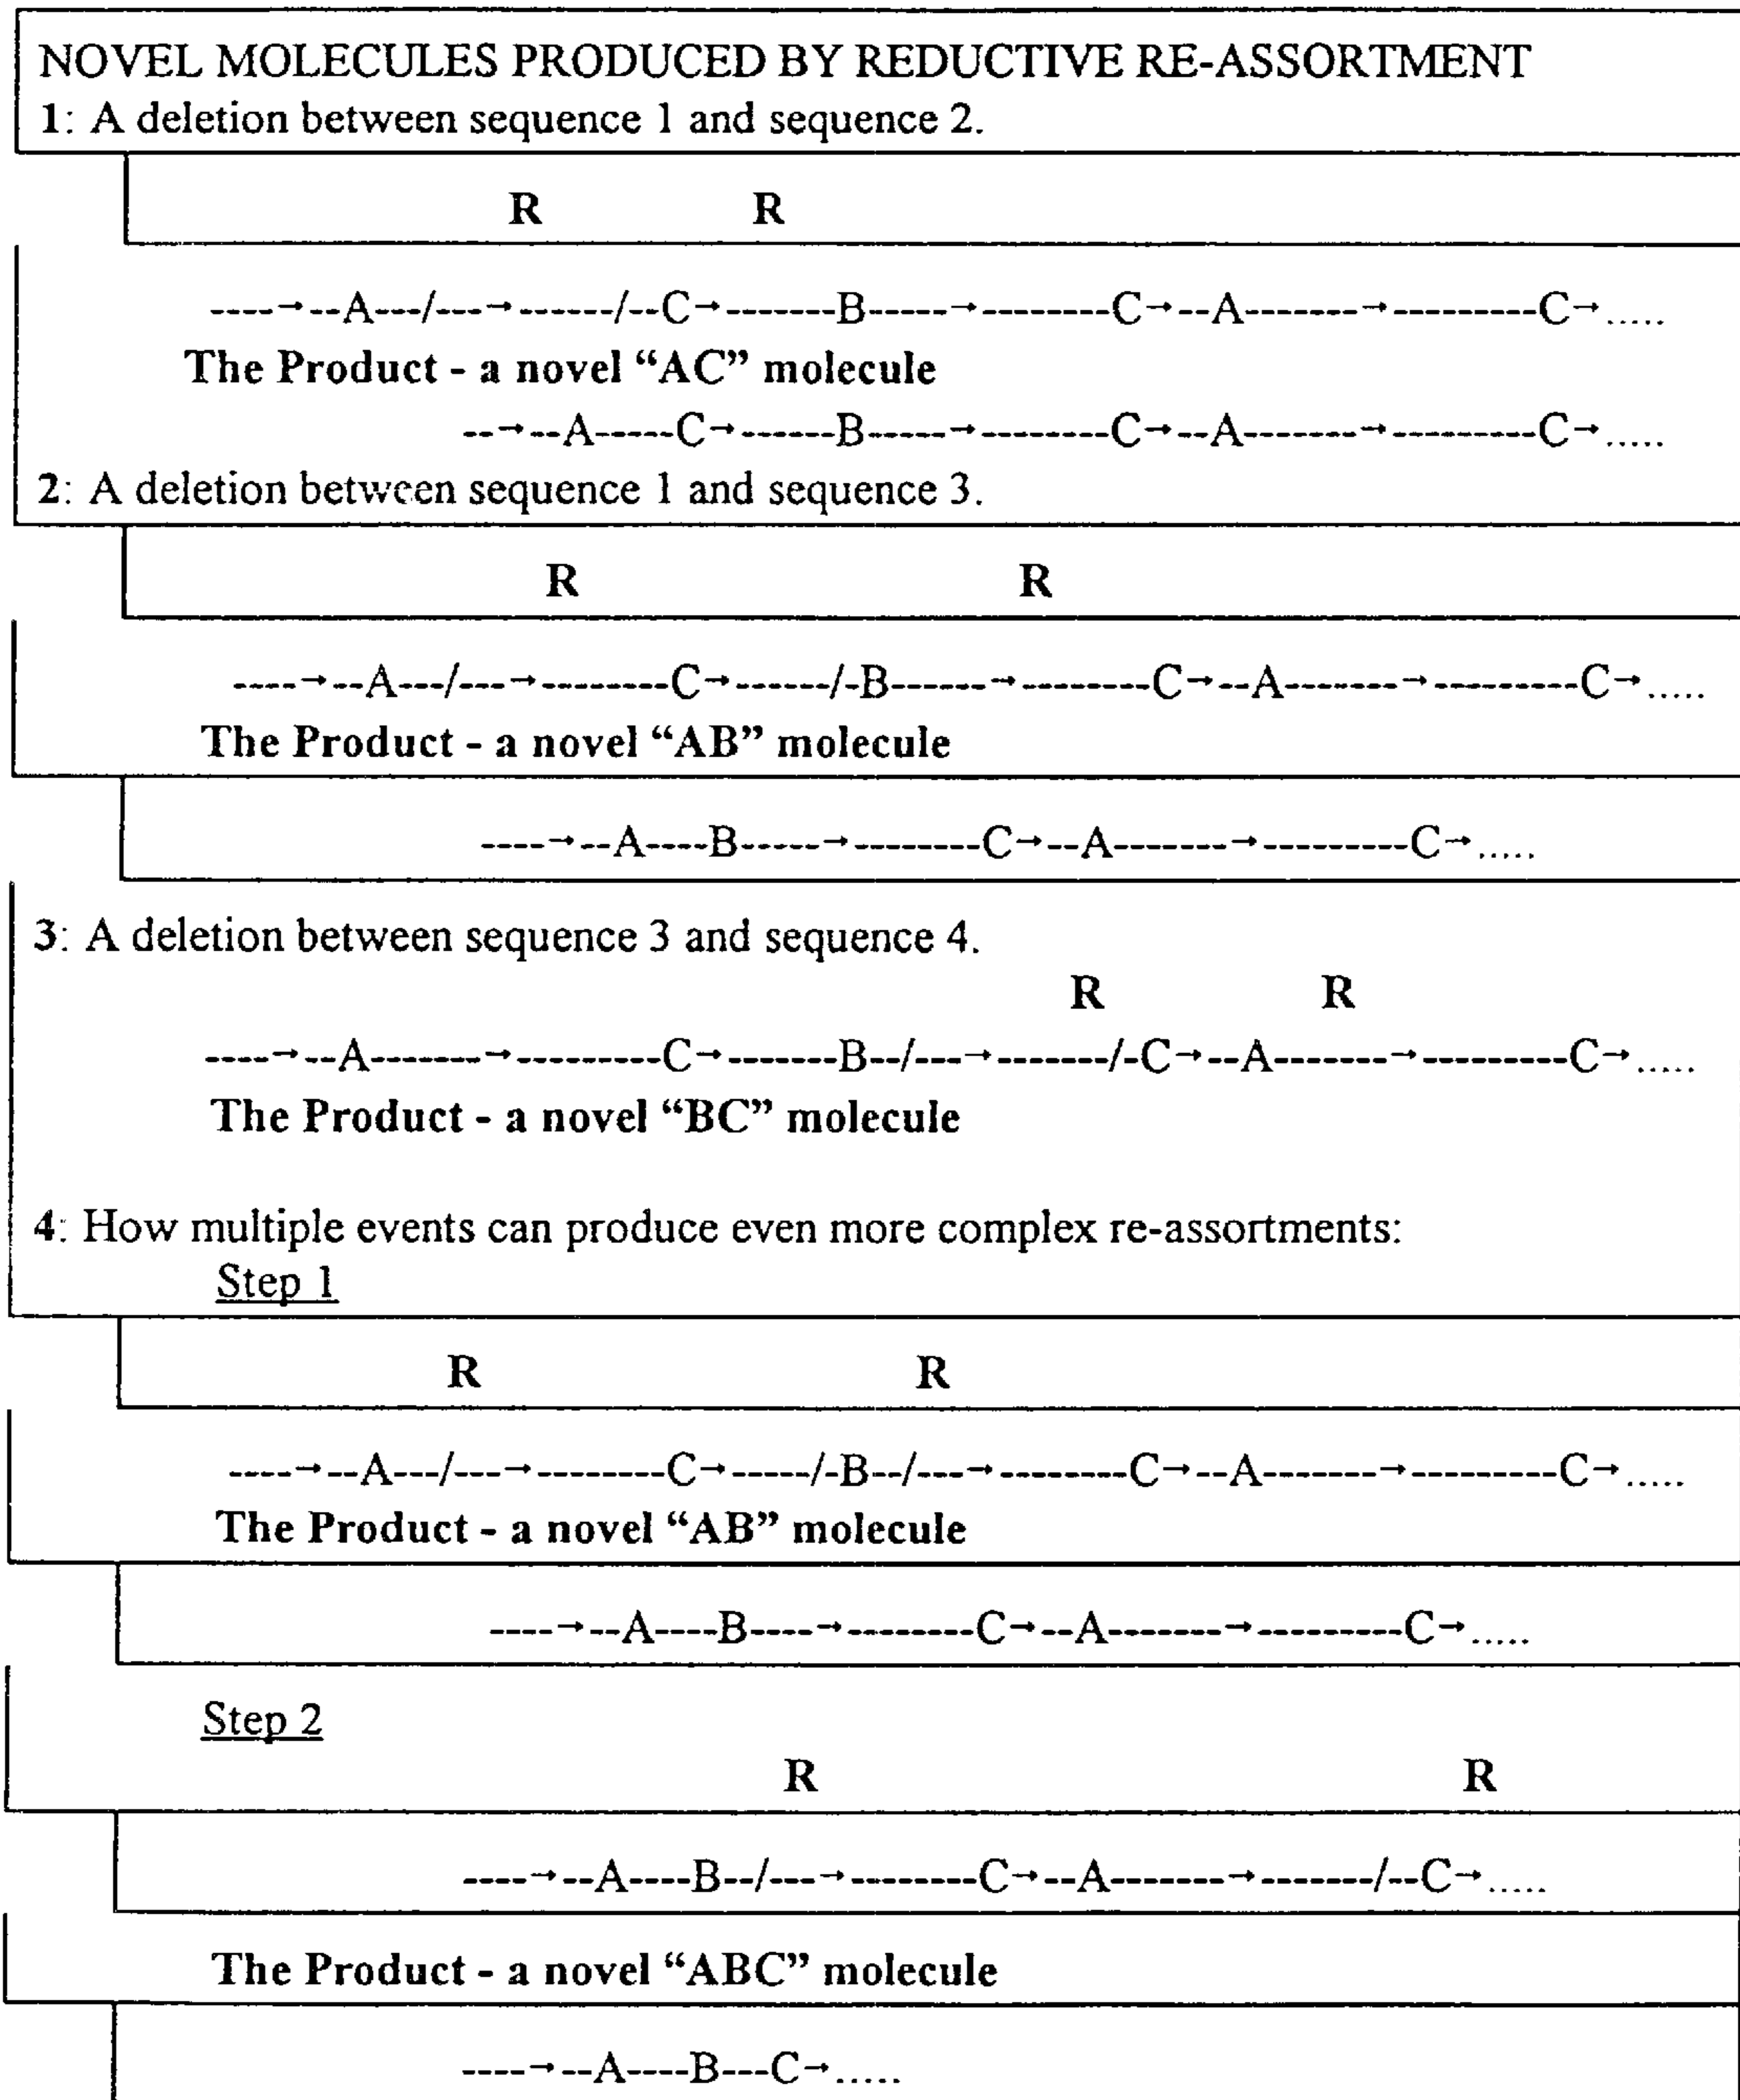 NOVEL MOLECULES PRODUCED BY REDUCTIVE RE-ASSORTMENT
1: A deletion between sequence 1 and sequence 2.
R R
----→--A---/---→------/--C→-------B-----→--------C→--A-------→---------C→.....
The Product - a novel “AC” molecule
--→--A-----C→------B-----→--------C→--A-------→---------C→.....
2: A deletion between sequence 1 and sequence 3.
R R
----→--A---/---→--------C→------/-B------→--------C→--A-------→---------C→.....
The Product - a novel “AB” molecule
----→--A----B-----→--------C→--A-------→---------C→.....
3: A deletion between sequence 3 and sequence 4.
R R
----→--A-------→---------C→-------B--/---→-------/-C→--A-------→---------C→.....
The Product - a novel “BC” molecule
4: How multiple events can produce even more complex re-assortments:
Step 1
R R
----→--A---/---→--------C→-----/-B--/---→--------C→--A-------→---------C→.....
The Product - a novel “AB” molecule
----→--A----B----→--------C→--A-------→---------C→.....
Step 2
R R
----→--A----B--/---→--------C→--A-------→-------/--C→.....
The Product - a novel “ABC” molecule
----→--A----B---C→.....